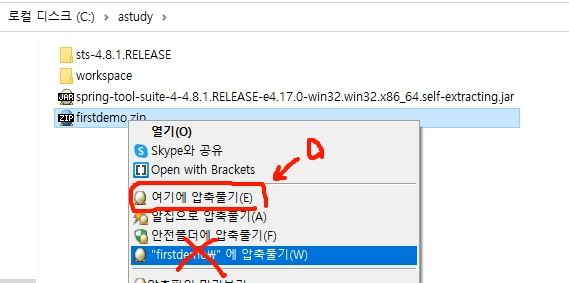 로컬 디스크 (C:) > astudy
sts-4.8.1.RELEASE
workspace
JAR spring-tool-suite-4-4.8.1.RELEASE-e4.17.0-win32.win32.x86_64.self-extracting.jar
ZIP firstdemo.zip
열기(O)
S Skype와 공유
Open with Brackets
여기에 압축풀기(E)
알집으로 압축풀기(A)
안전폴더에 압축풀기(F)
"firstdemo₩" 에 압축풀기(W)